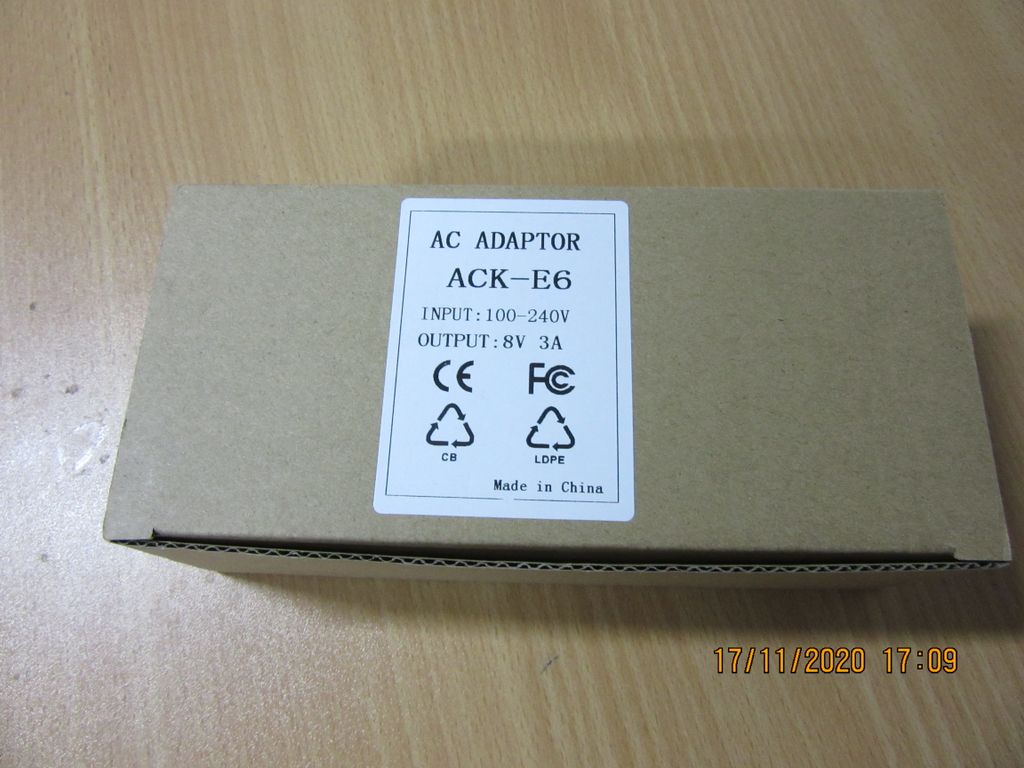 AC ADAPTOR
ACK-E6
INPUT:100-240V
OUTPUT:8V 3A
CE FC
CB LDPE
Made in China
17/11/2020 17:09